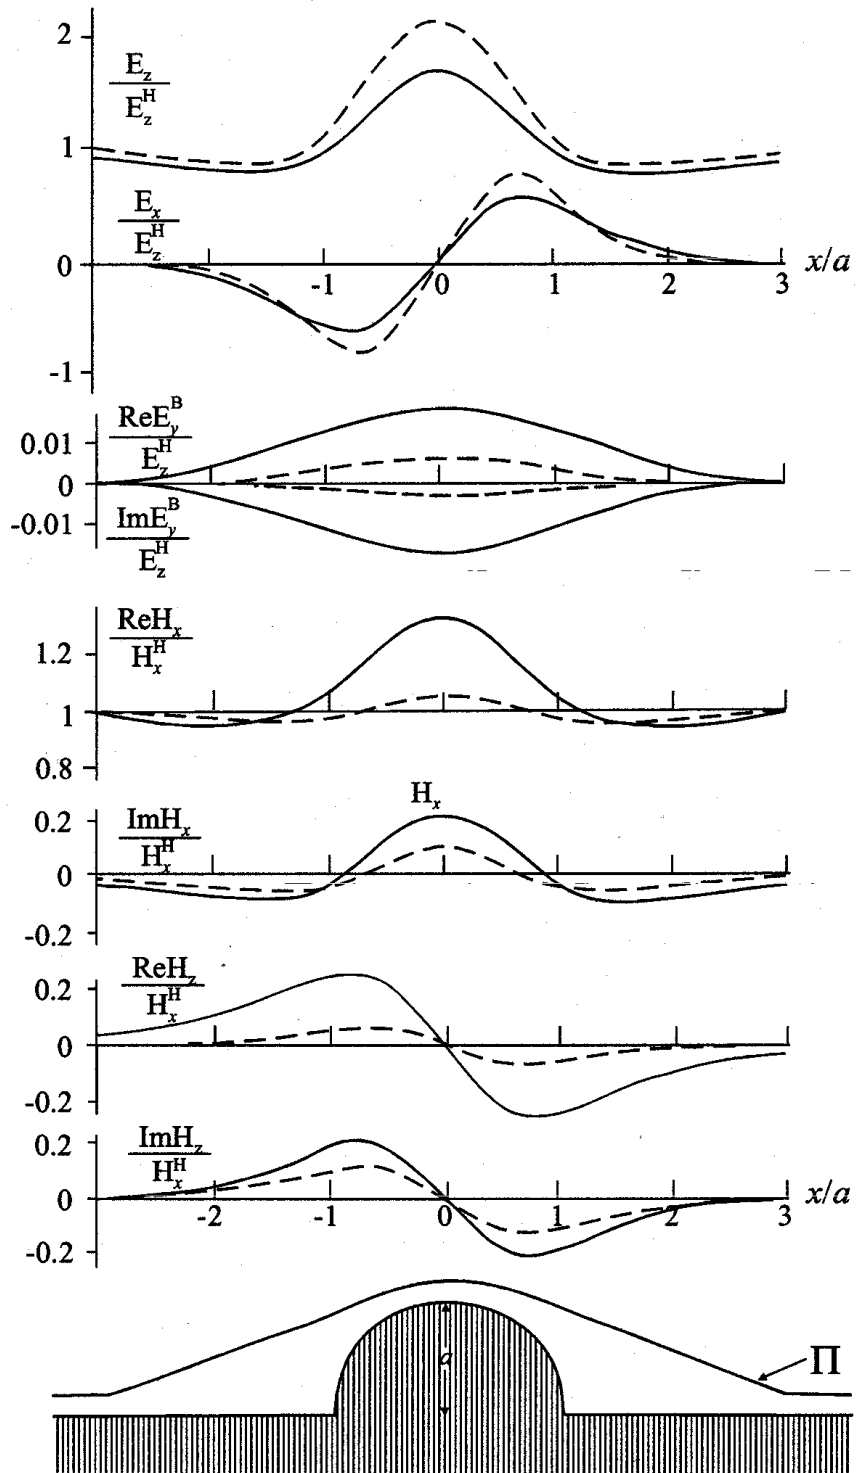 2
E_z
E_z^H
1
E_x
E_z^H
0
-1 0 1 2 3 x/a
-1
ReE_y^B
E_z^H
0.01
0
-0.01
ImE_y^B
E_z^H
ReH_x
H_x^H
1.2
1
0.8
H_x
ImH_x
H_x^H
0.2
0
-0.2
ReH_z
H_x^H
0.2
0
-0.2
ImH_z
H_x^H
0.2
0
-2 -1 0 1 2 3 x/a
-0.2
a
П